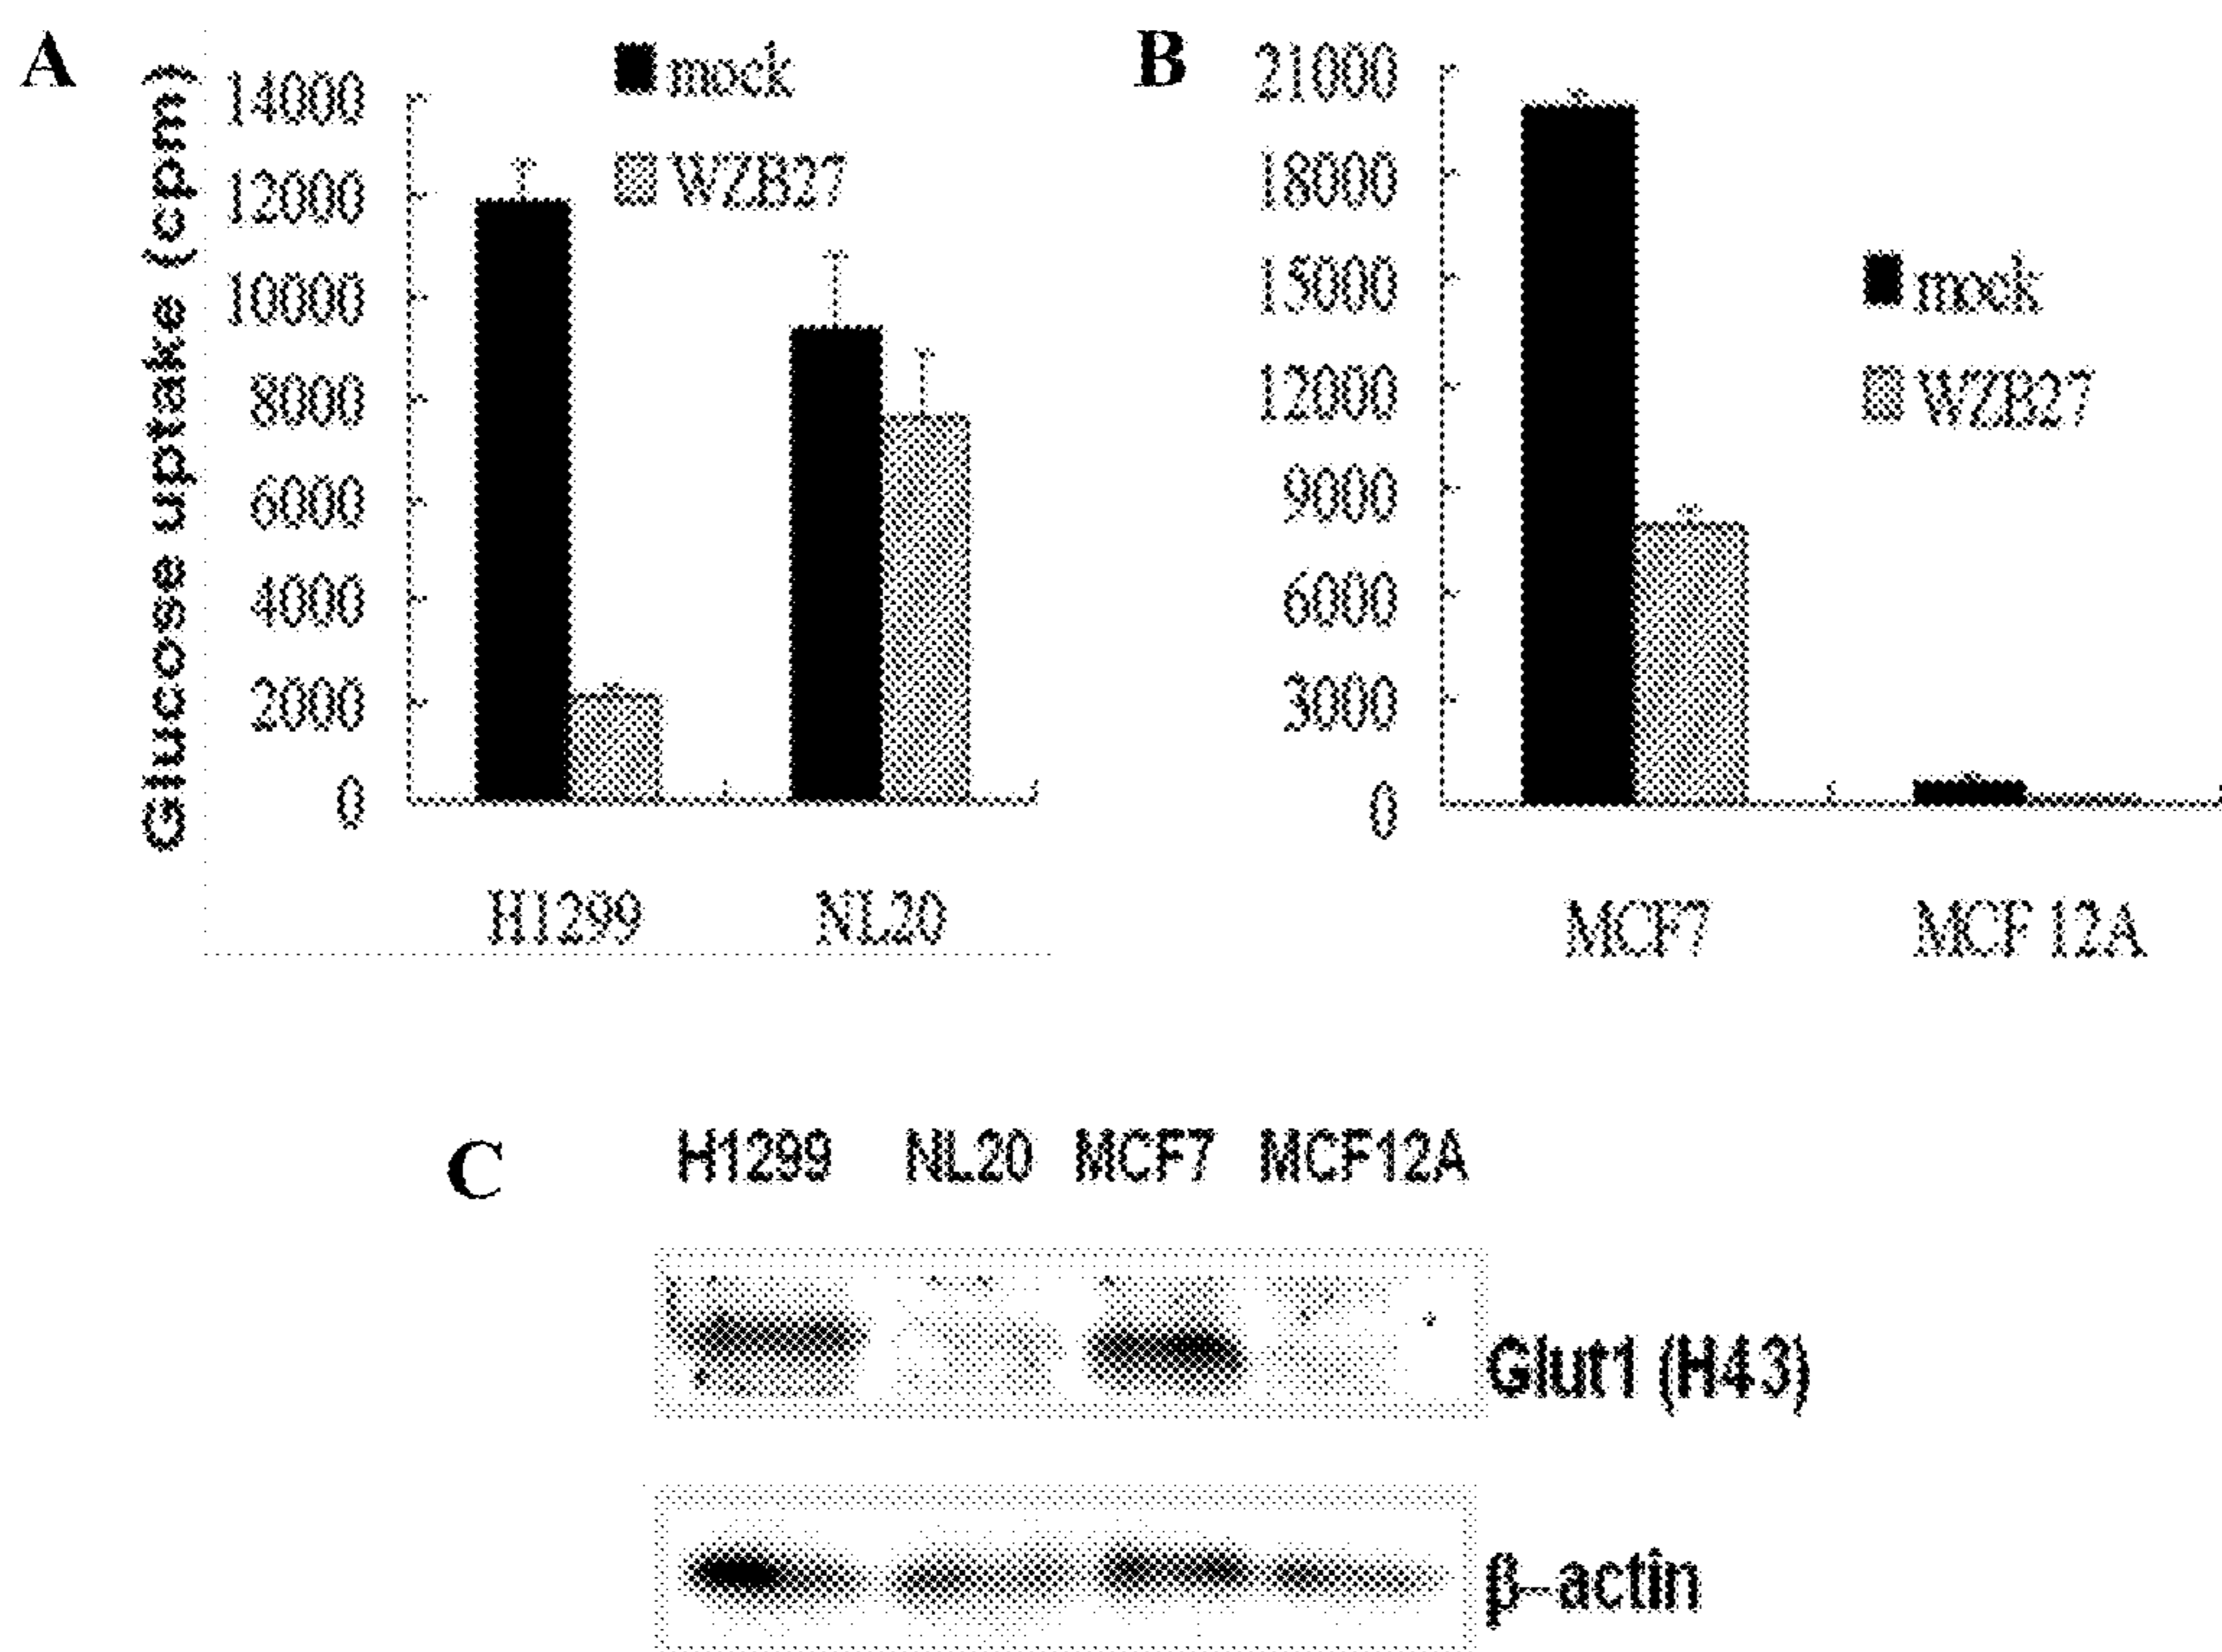 A
Glucose uptake (cpm)
14000
12000
10000
8000
6000
4000
2000
0
mock
WZB27
H1299 NL20
B
21000
18000
15000
12000
9000
6000
3000
0
mock
WZB27
MCF7 MCF 12A
C
H1299 NL20 MCF7 MCF12A
Glut1 (H43)
β-actin